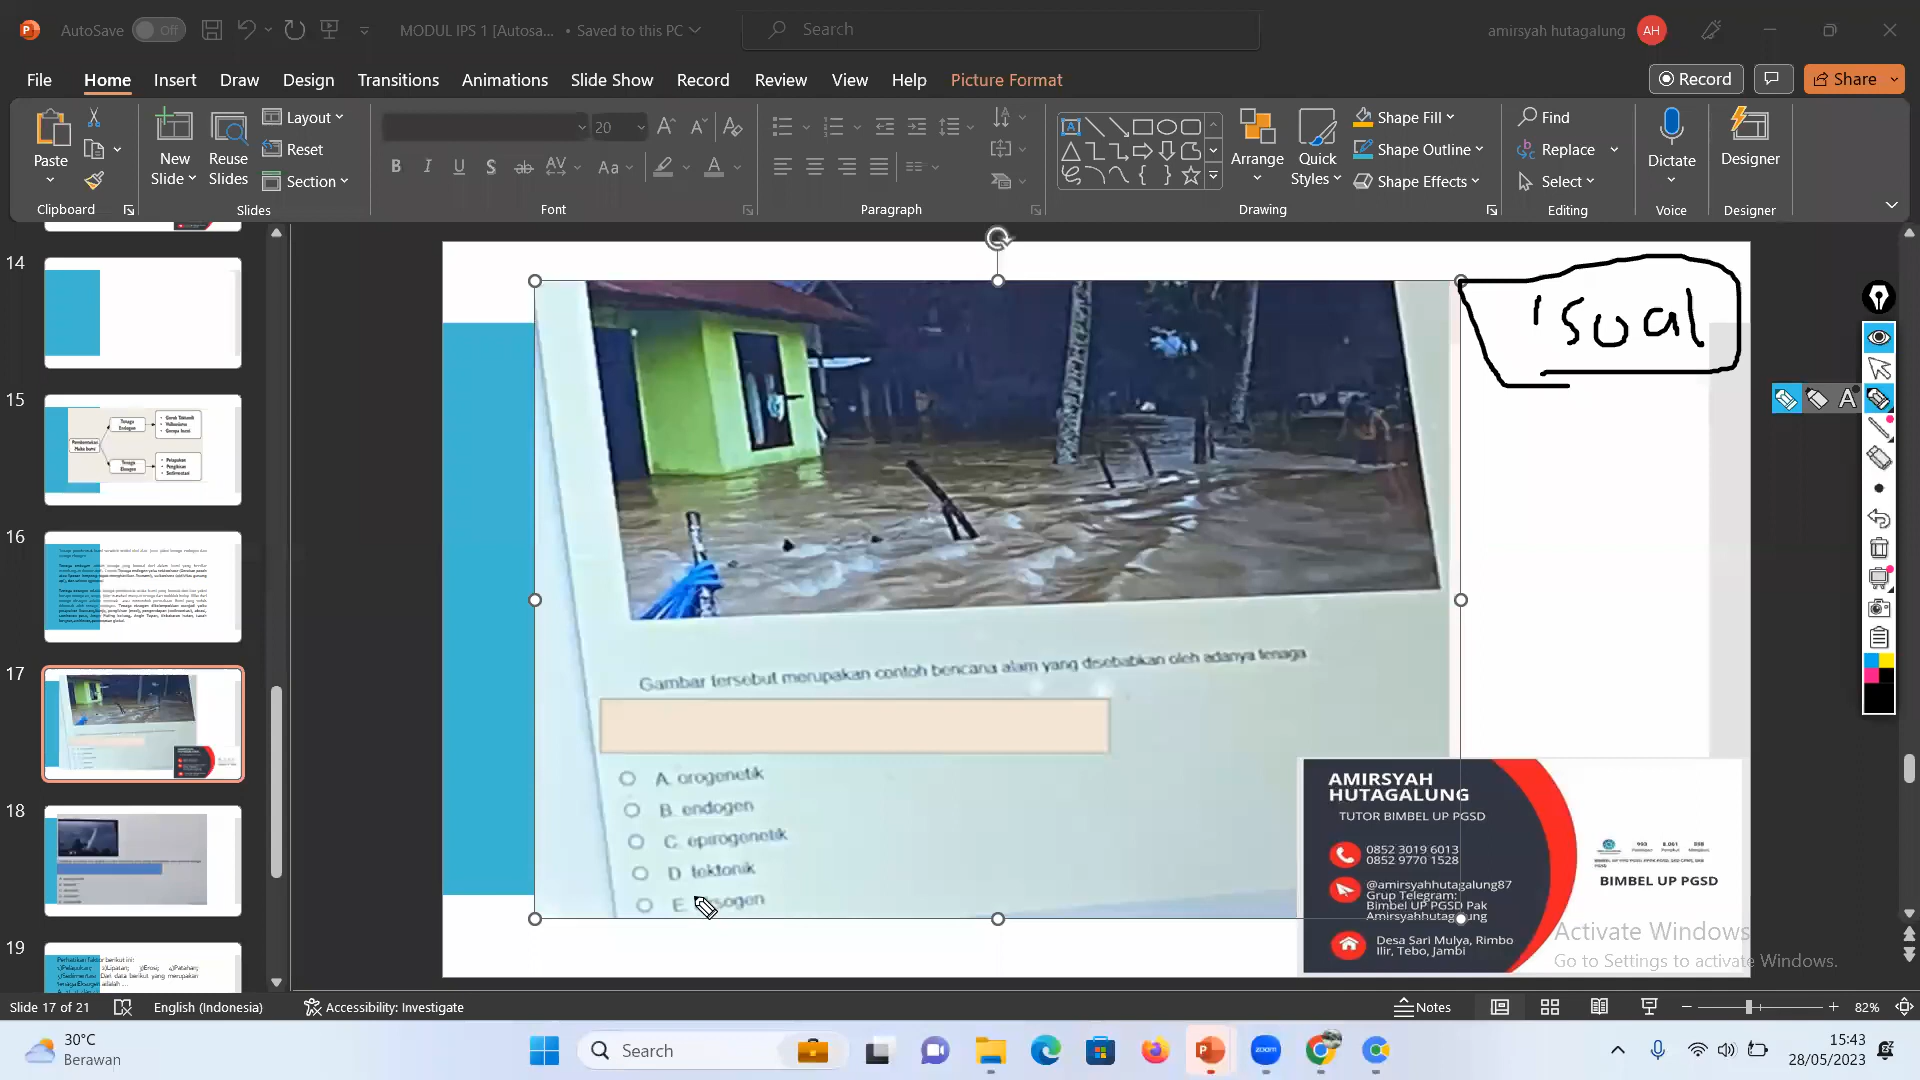 AutoSave Off MODUL IPS 1 [Autosa... • Saved to this PC Search amirsyah hutagalung AH
File Home Insert Draw Design Transitions Animations Slide Show Record Review View Help Picture Format Record Share
Paste New Slide Reuse Slides Layout Reset Section 20 Arrange Quick Styles Shape Fill Shape Outline Shape Effects Find Replace Select Dictate Designer
Clipboard Slides Font Paragraph Drawing Editing Voice Designer
14
15
16
17
18
19
Perhatikan faktor berikut ini:
soal
Gambar tersebut merupakan contoh bencana alam yang disebabkan oleh adanya tenaga
A. orogenetik
B. endogen
C. epirogenetik
D tektonik
E.
AMIRSYAH
HUTAGALUNG
TUTOR BIMBEL UP PGSD
0852 3019 6013
0852 9770 1528
@amirsyahhutagalung87
Grup Telegram:
Bimbel UP PGSD Pak
Amirsyahhutagalung
Desa Sari Mulya, Rimbo
Ilir, Tebo, Jambi
BIMBEL UP PGSD
Activate Windows
Go to Settings to activate Windows.
Slide 17 of 21 English (Indonesia) Accessibility: Investigate Notes 82%
30°C
Berawan
Search
zoom
15:43
28/05/2023